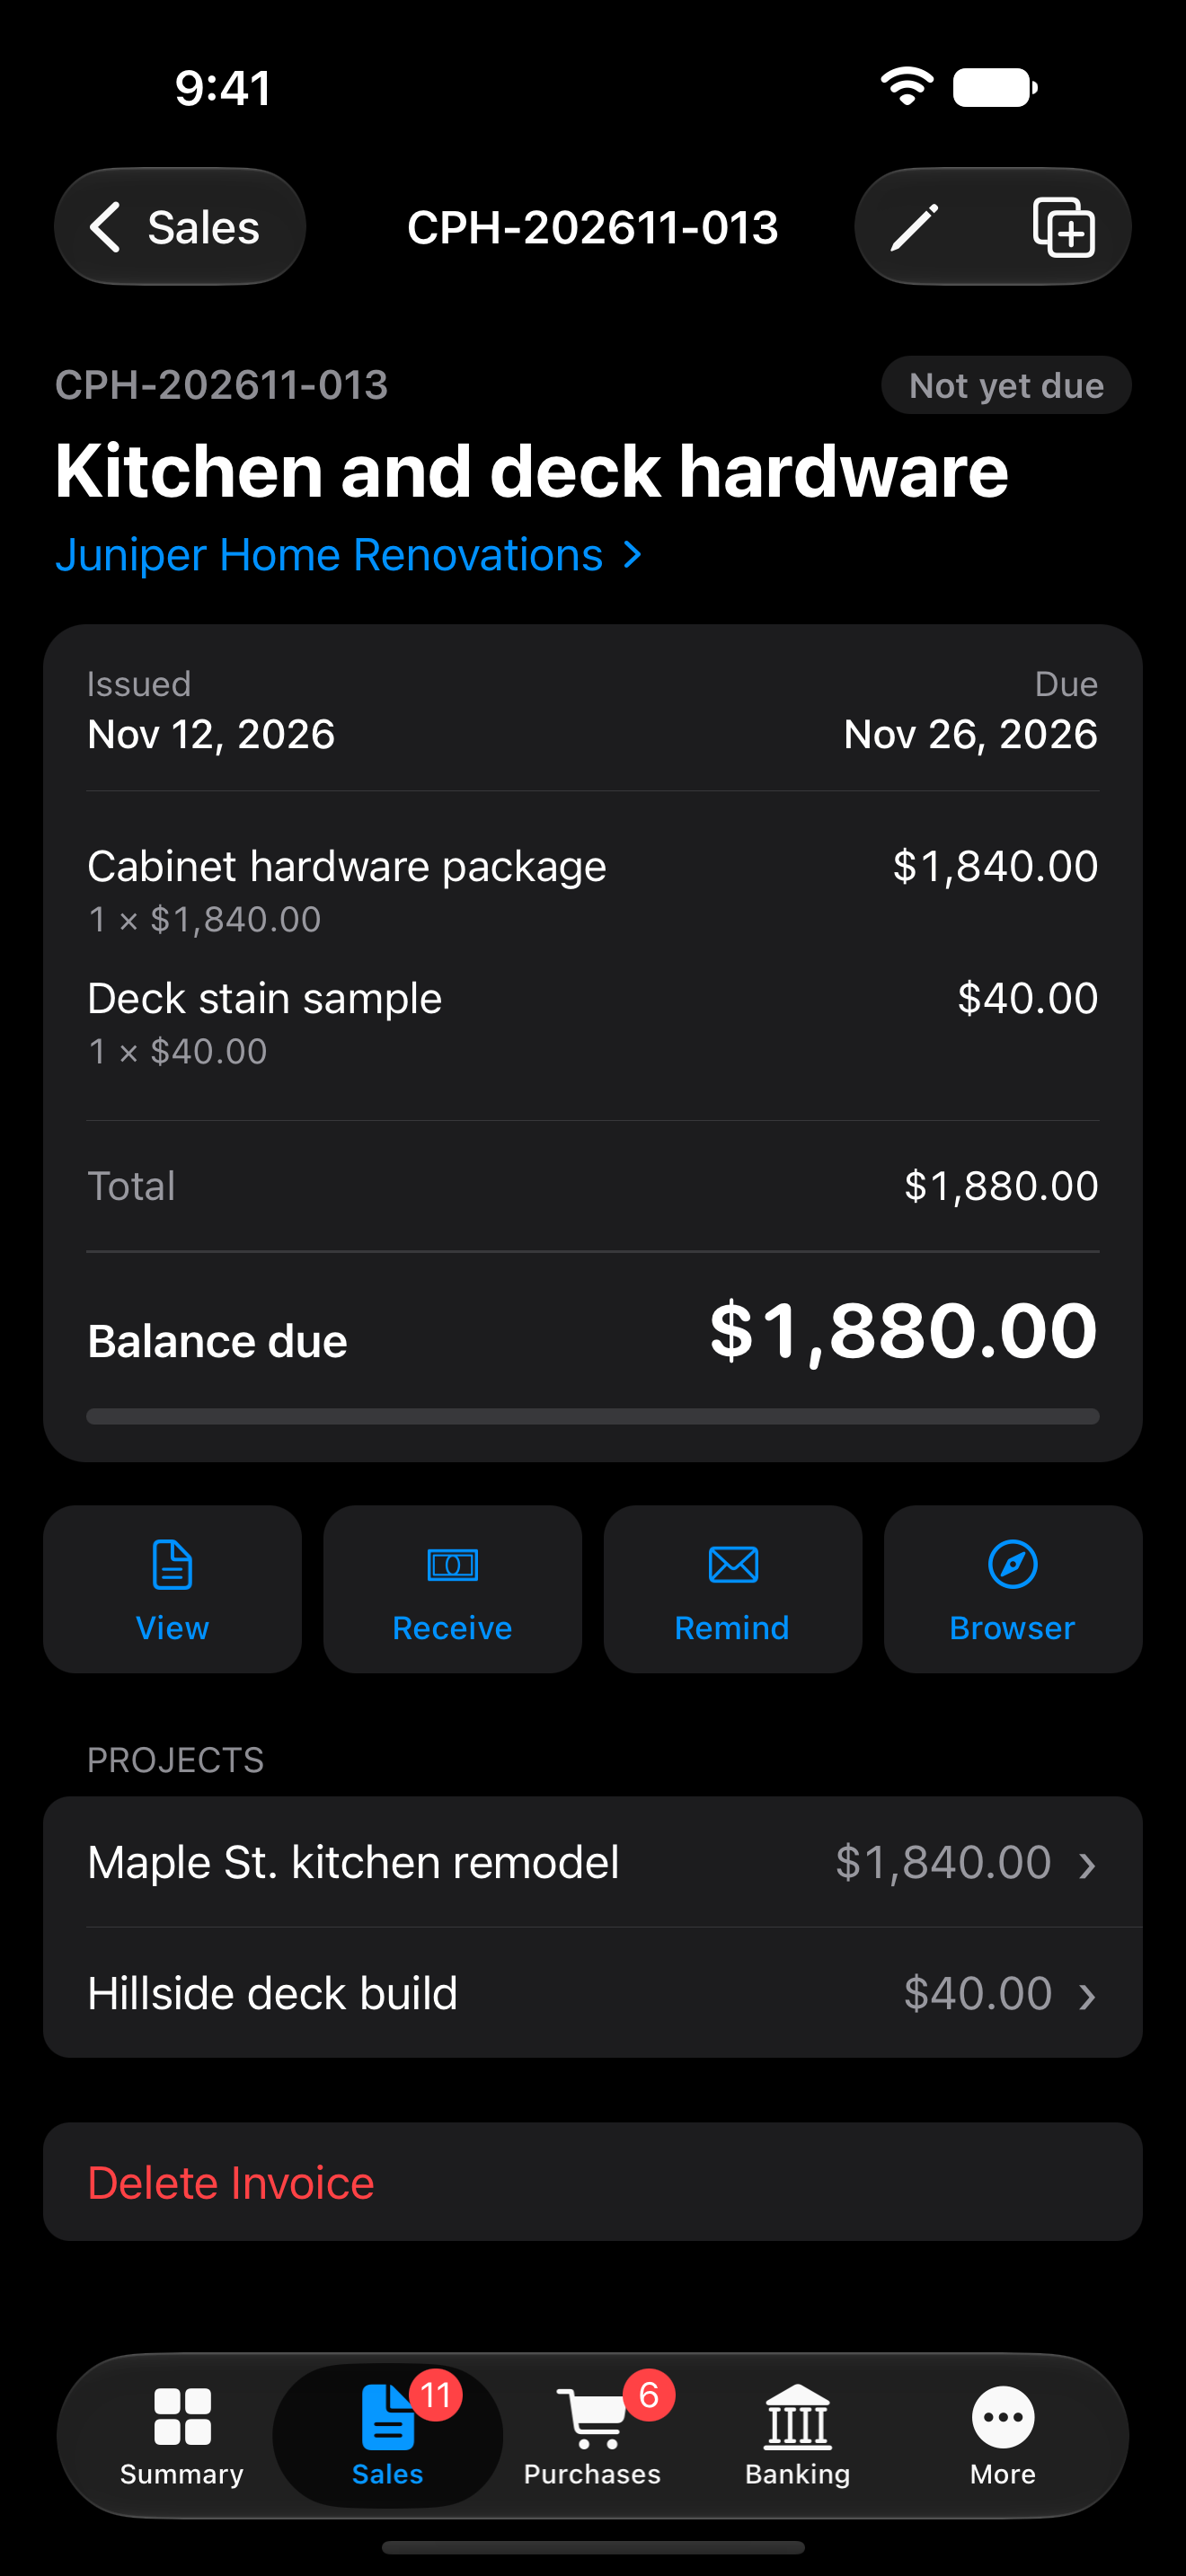 9:41
Sales
CPH-202611-013
CPH-202611-013
Not yet due
Kitchen and deck hardware
Juniper Home Renovations
Issued
Due
Nov 12, 2026
Nov 26, 2026
Cabinet hardware package
$1,840.00
1 × $1,840.00
Deck stain sample
$40.00
1 × $40.00
Total
$1,880.00
Balance due
$1,880.00
View
Receive
Remind
Browser
PROJECTS
Maple St. kitchen remodel
$1,840.00
Hillside deck build
$40.00
Delete Invoice
11
6
Summary
Sales
Purchases
Banking
More